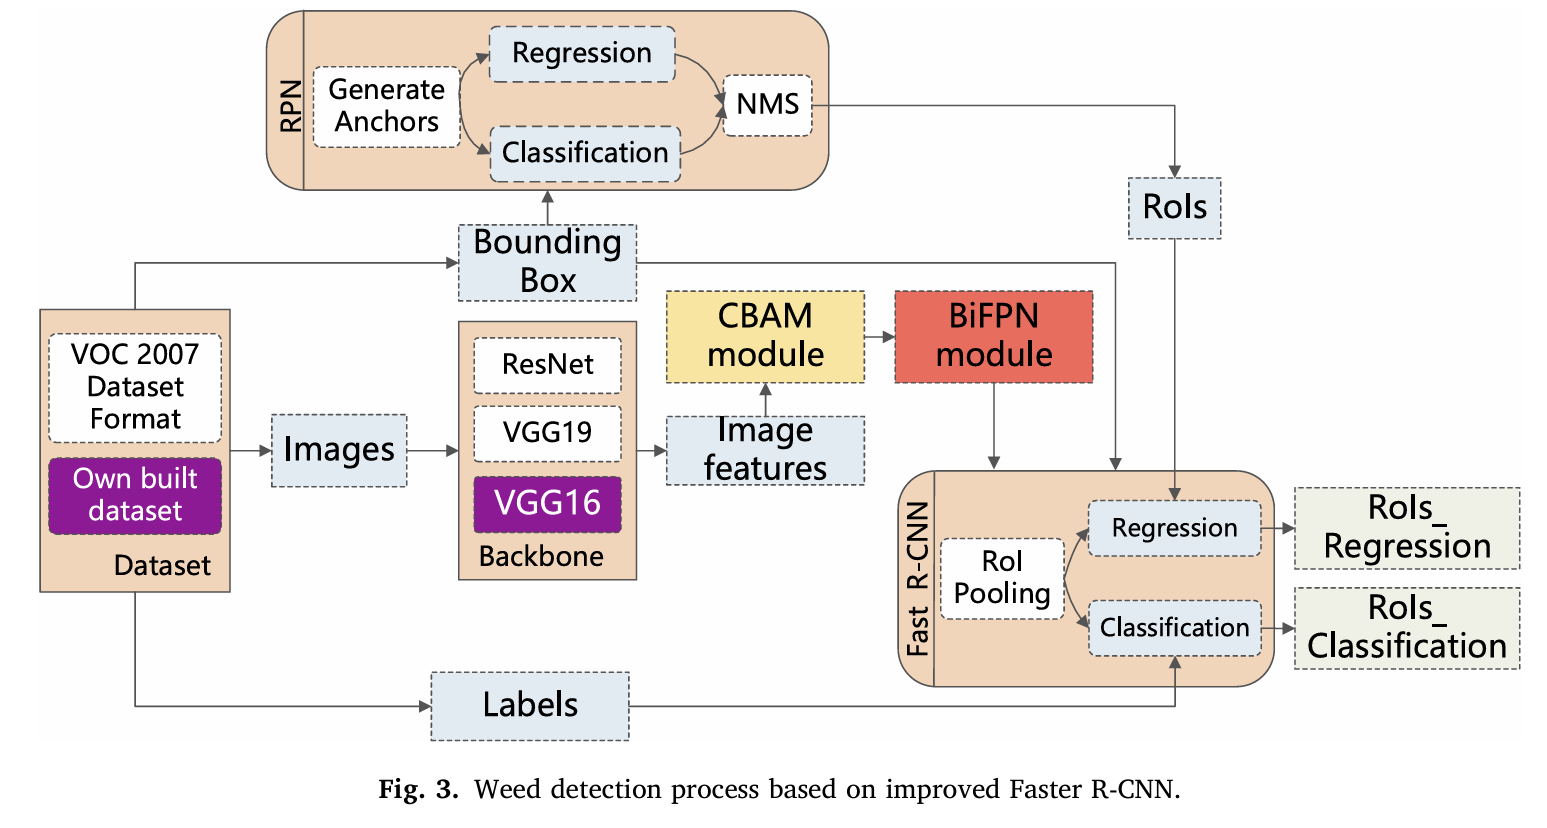 RPN
Generate
Anchors
Regression
Classification
NMS
RoIs
Bounding
Box
CBAM
module
BiFPN
module
VOC 2007
Dataset
Format
Own built
dataset
Dataset
Images
ResNet
VGG19
VGG16
Backbone
Image
features
Fast R-CNN
RoI
Pooling
Regression
Classification
RoIs_
Regression
RoIs_
Classification
Labels
Fig. 3. Weed detection process based on improved Faster R-CNN.